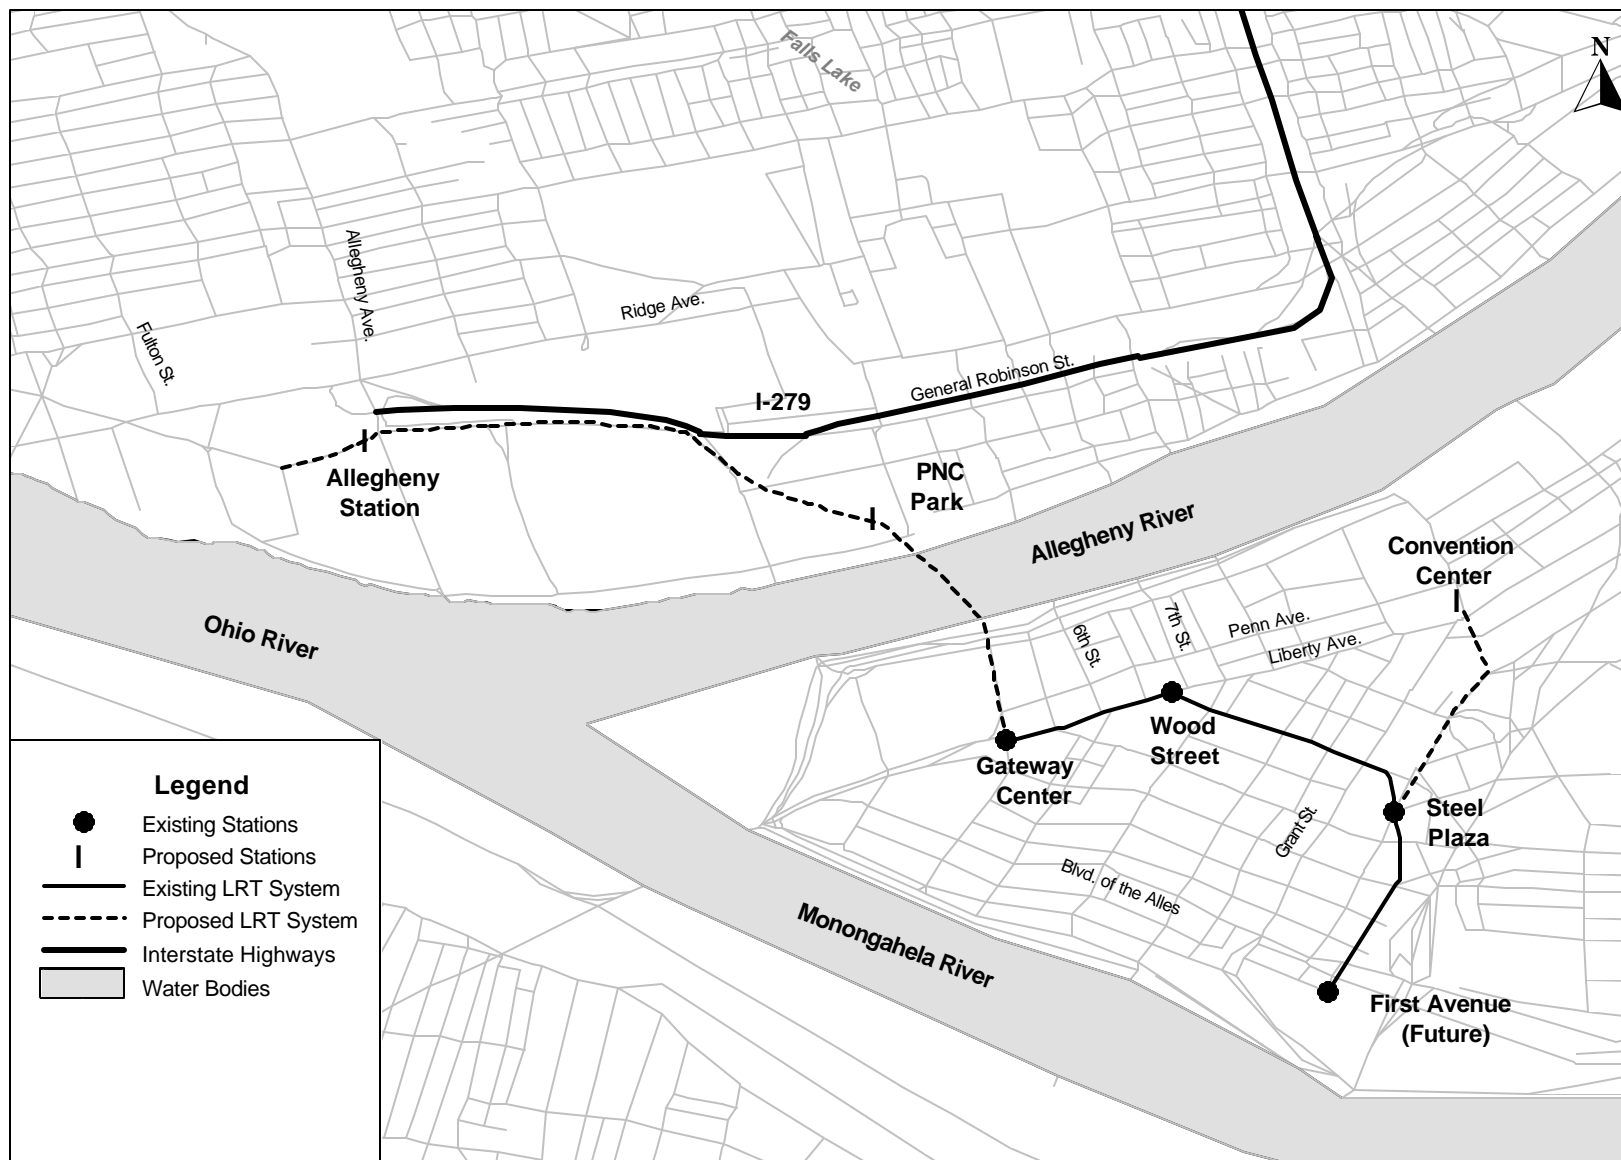 Falls Lake
N
Allegheny Ave.
Fulton St.
Ridge Ave.
General Robinson St.
I-279
Allegheny
Station
PNC
Park
Allegheny River
Convention
Center
Ohio River
6th St.
7th St.
Penn Ave.
Liberty Ave.
Wood
Street
Gateway
Center
Steel
Plaza
Grant St.
Blvd. of the Alles
Monongahela River
First Avenue
(Future)
Legend
Existing Stations
Proposed Stations
Existing LRT System
Proposed LRT System
Interstate Highways
Water Bodies